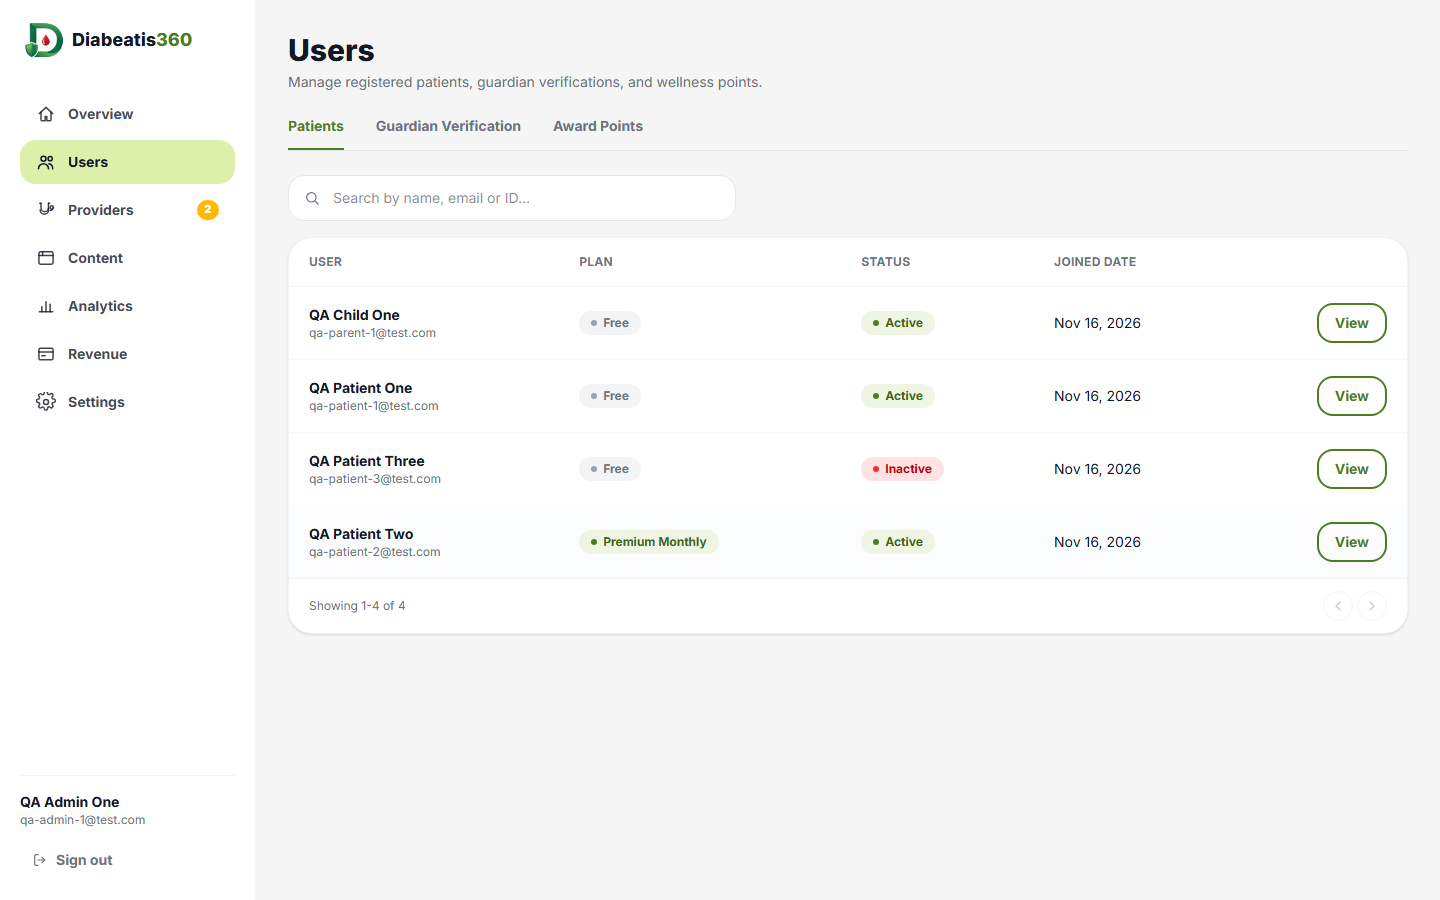 Diabeatis360
Overview
Users
Providers 2
Content
Analytics
Revenue
Settings
QA Admin One
qa-admin-1@test.com
Sign out
Users
Manage registered patients, guardian verifications, and wellness points.
Patients Guardian Verification Award Points
Search by name, email or ID...
USER PLAN STATUS JOINED DATE
QA Child One
qa-parent-1@test.com
Free Active Nov 16, 2026 View
QA Patient One
qa-patient-1@test.com
Free Active Nov 16, 2026 View
QA Patient Three
qa-patient-3@test.com
Free Inactive Nov 16, 2026 View
QA Patient Two
qa-patient-2@test.com
Premium Monthly Active Nov 16, 2026 View
Showing 1-4 of 4